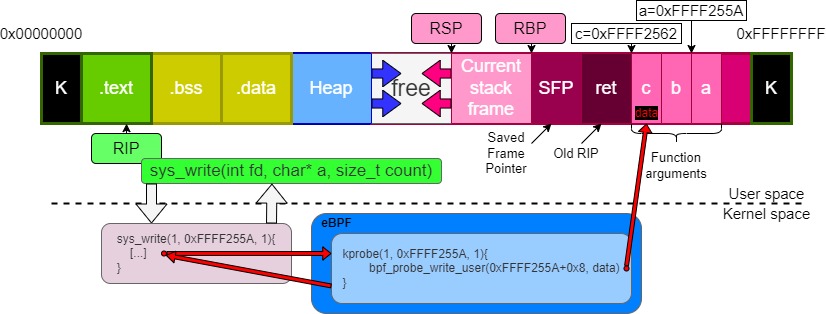 a=0xFFFF255A
RSP
RBP
c=0xFFFF2562
0x00000000
0xFFFFFFFF
K
.text
.bss
.data
Heap
free
Current
stack
frame
SFP
ret
c
b
a
K
data
RIP
Saved
Frame
Pointer
Old RIP
Function
arguments
sys_write(int fd, char* a, size_t count)
User space
Kernel space
eBPF
sys_write(1, 0xFFFF255A, 1){
[...]
}
kprobe(1, 0xFFFF255A, 1){
bpf_probe_write_user(0xFFFF255A+0x8, data)
}